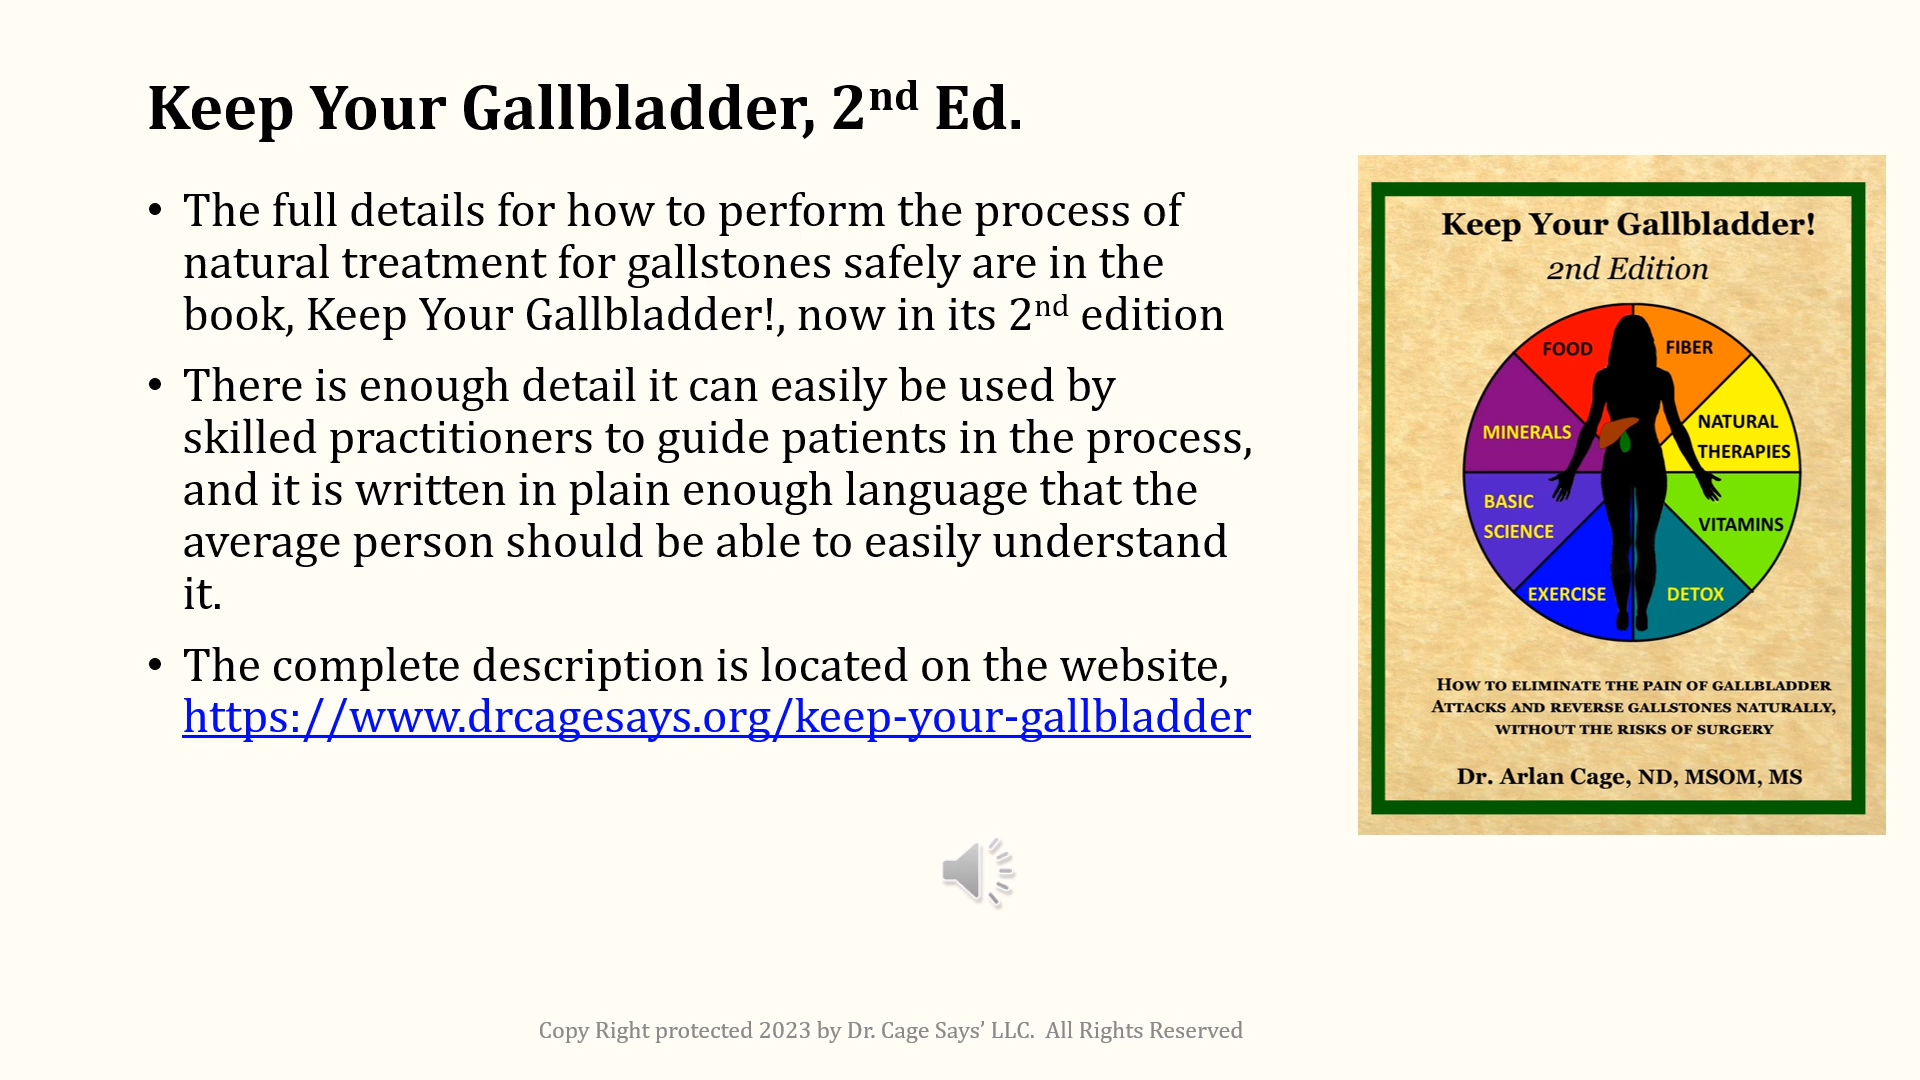 Keep Your Gallbladder, 2nd Ed.
• The full details for how to perform the process of
natural treatment for gallstones safely are in the
book, Keep Your Gallbladder!, now in its 2nd edition
• There is enough detail it can easily be used by
skilled practitioners to guide patients in the process,
and it is written in plain enough language that the
average person should be able to easily understand
it.
• The complete description is located on the website,
https://www.drcagesays.org/keep-your-gallbladder
Keep Your Gallbladder!
2nd Edition
FOOD
FIBER
MINERALS
NATURAL
THERAPIES
BASIC
SCIENCE
VITAMINS
EXERCISE
DETOX
How to eliminate the pain of gallbladder
Attacks and reverse gallstones naturally,
without the risks of surgery
Dr. Arlan Cage, ND, MSOM, MS
Copy Right protected 2023 by Dr. Cage Says’ LLC.  All Rights Reserved